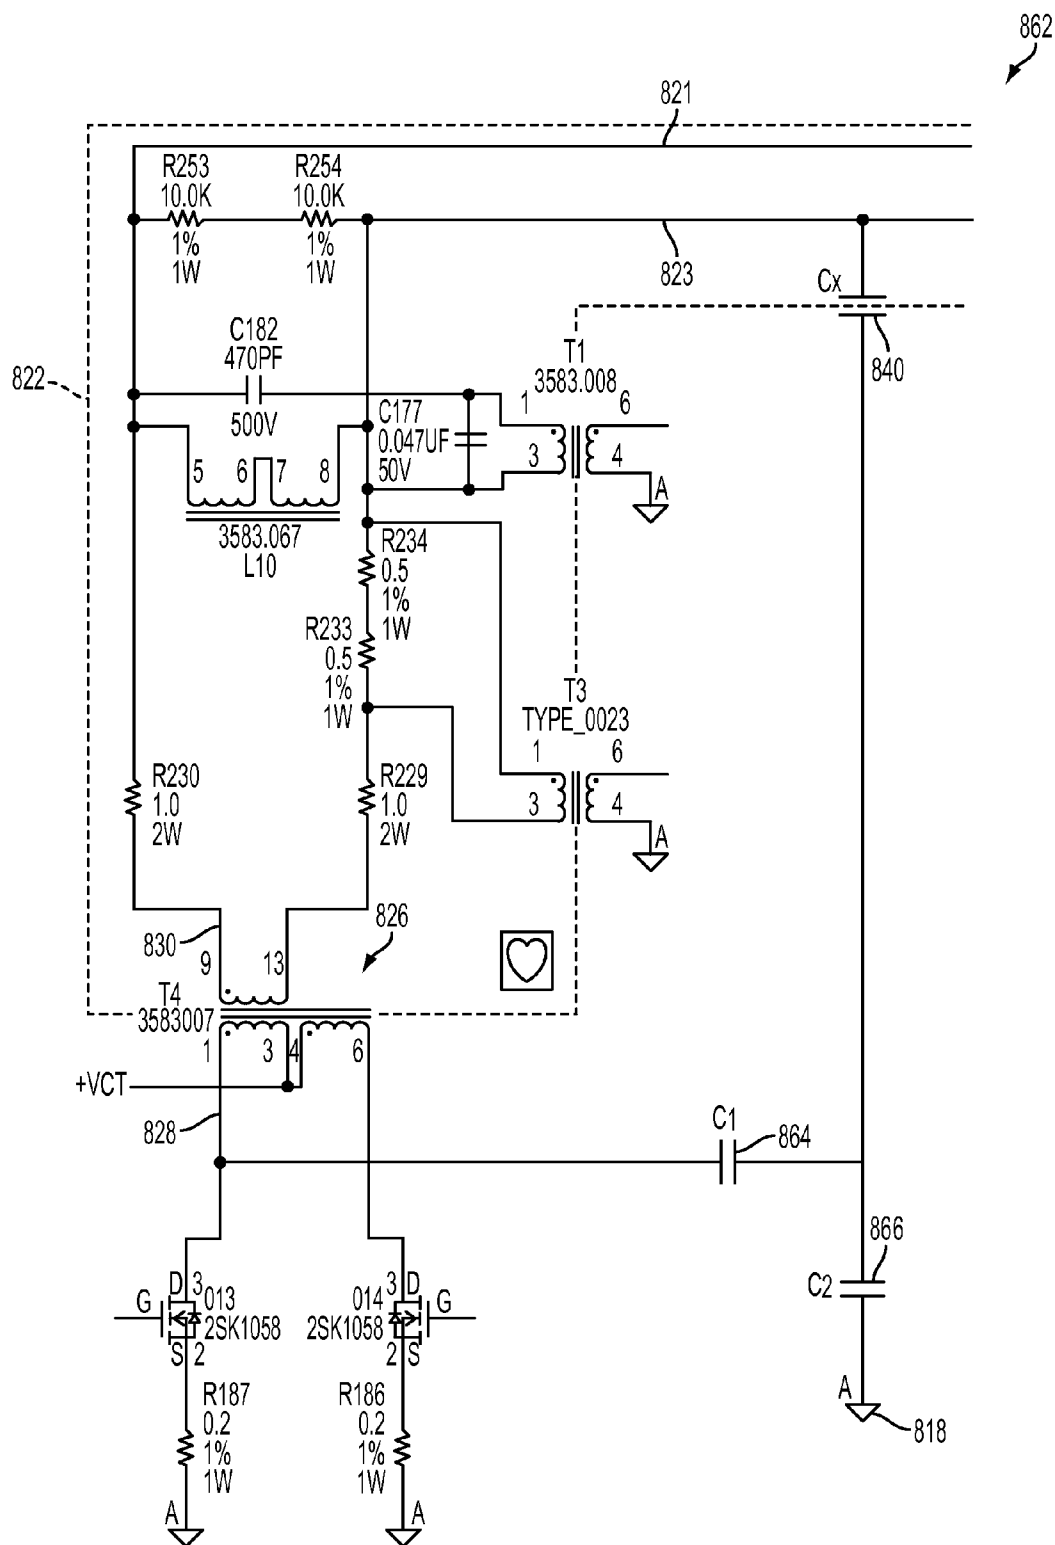 862
821
R253
10.0K
1%
1W
R254
10.0K
1%
1W
823
Cx
840
822
C182
470PF
500V
C177
0.047UF
50V
T1
3583.008
1
6
3
4
A
5
6
7
8
3583.067
L10
R234
0.5
1%
1W
R233
0.5
1%
1W
T3
TYPE_0023
1
6
3
4
A
R230
1.0
2W
R229
1.0
2W
830
826
9
13
T4
3583007
1
3
4
6
+VCT
828
C1
864
866
C2
G
D
3
013
2SK1058
S
2
3
D
014
2SK1058
G
2
S
R187
0.2
1%
1W
R186
0.2
1%
1W
A
818
A
A